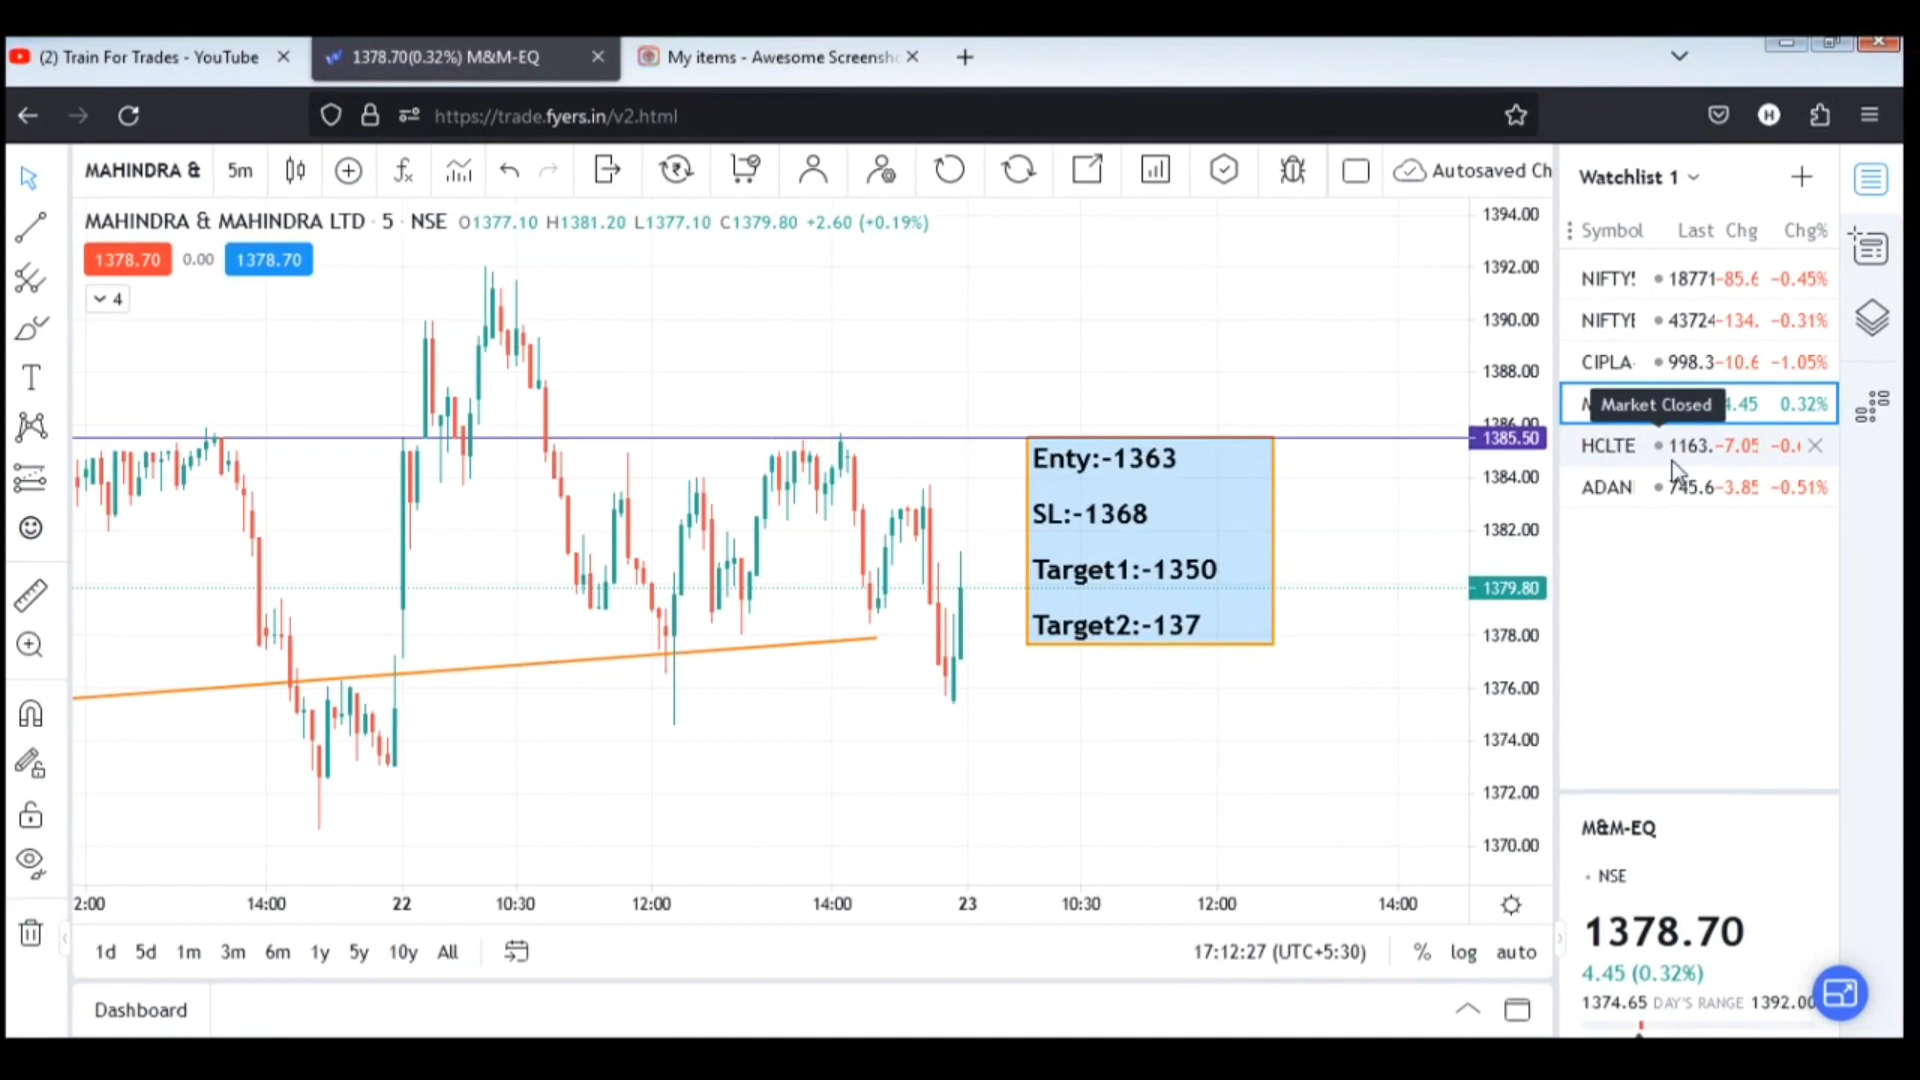 (2) Train For Trades - YouTube
1378.70(0.32%) M&M-EQ
My items - Awesome Screensh
https://trade.fyers.in/v2.html
MAHINDRA &
5m
Autosaved Ch
MAHINDRA & MAHINDRA LTD · 5 · NSE O1377.10 H1381.20 L1377.10 C1379.80 +2.60 (+0.19%)
1378.70 0.00 1378.70
4
1394.00
1392.00
1390.00
1388.00
1386.00
1385.50
1384.00
1382.00
1379.80
1378.00
1376.00
1374.00
1372.00
1370.00
Enty:-1363
SL:-1368
Target1:-1350
Target2:-137
2:00 14:00 22 10:30 12:00 14:00 23 10:30 12:00 14:00
1d 5d 1m 3m 6m 1y 5y 10y All
17:12:27 (UTC+5:30) % log auto
Dashboard
Watchlist 1
Symbol Last Chg Chg%
NIFTY 18771 -85.6 -0.45%
NIFTYB 43724 -134. -0.31%
CIPLA- 998.3 -10.6 -1.05%
M Market Closed 4.45 0.32%
HCLTE 1163. -7.05 -0.
ADAN 745.6 -3.85 -0.51%
M&M-EQ
NSE
1378.70
4.45 (0.32%)
1374.65 DAY'S RANGE 1392.00